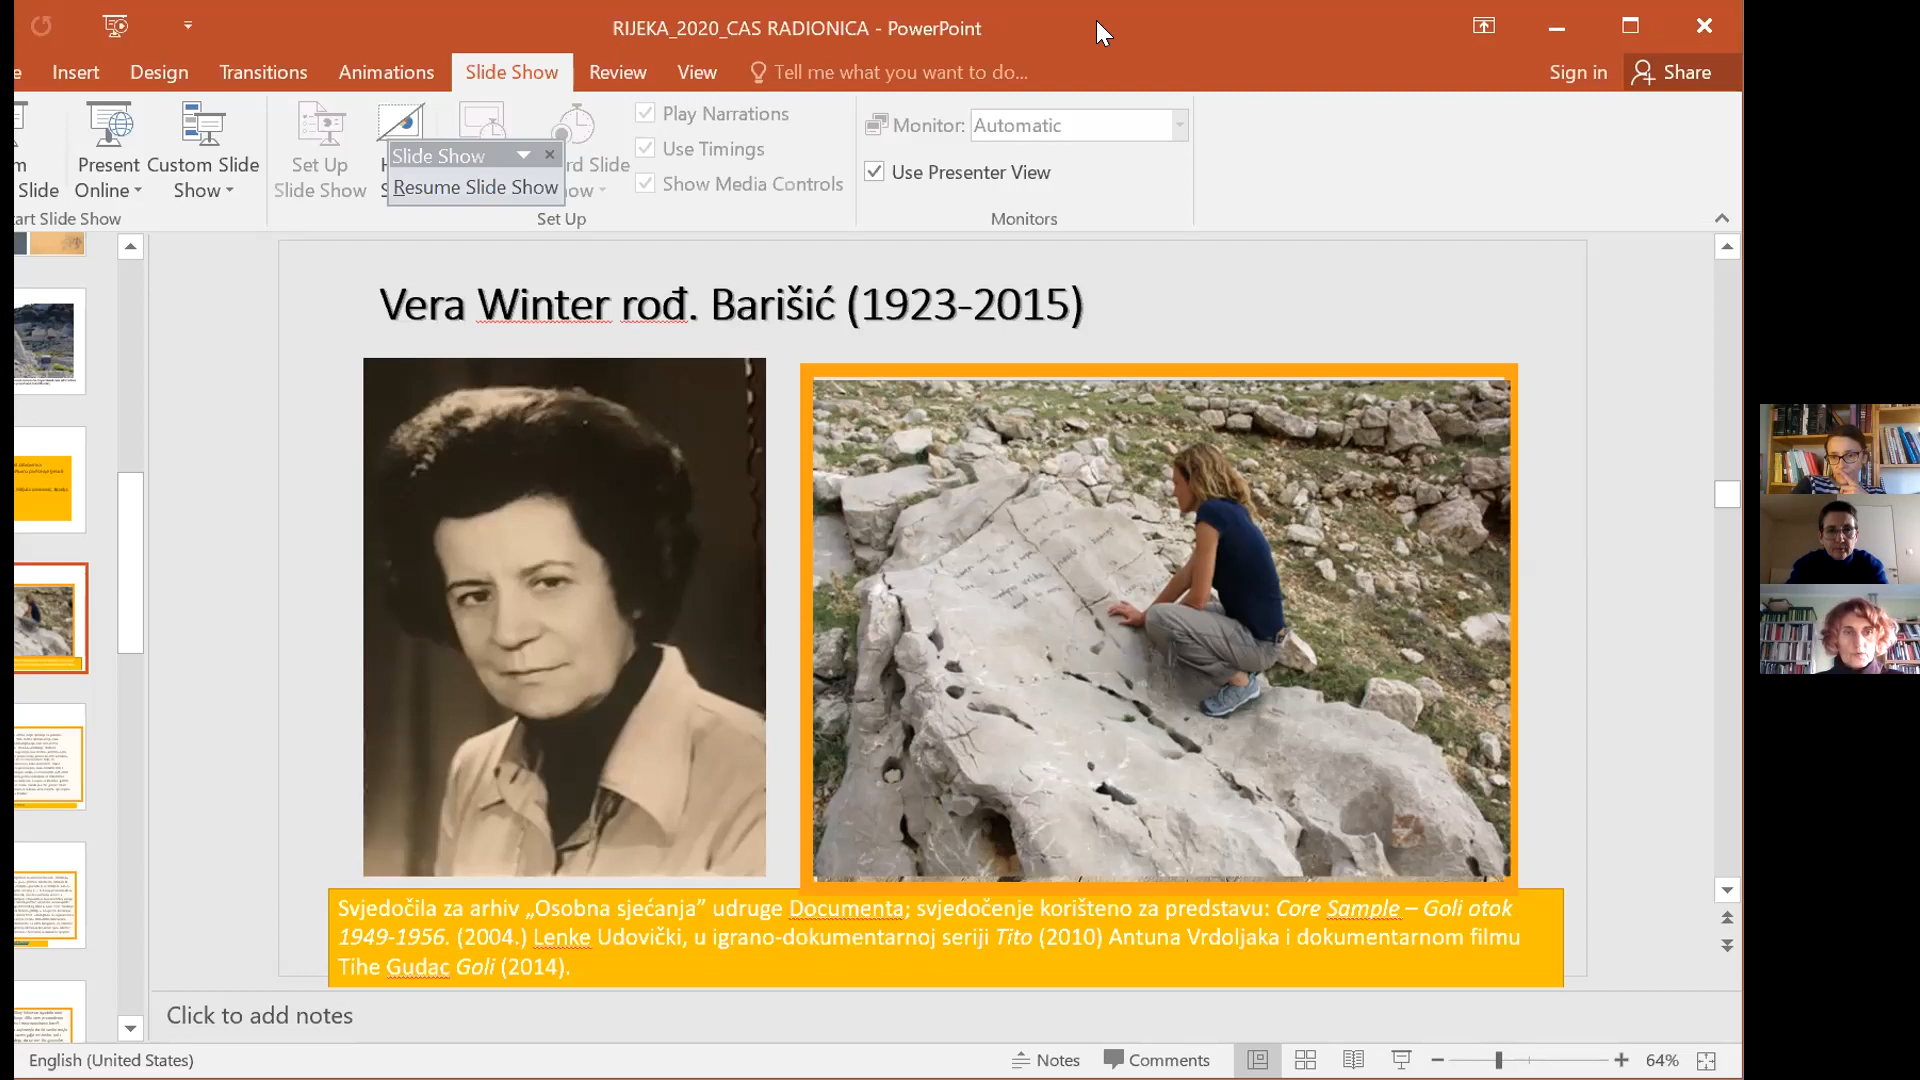 RIJEKA_2020_CAS RADIONICA - PowerPoint
Insert Design Transitions Animations Slide Show Review View Tell me what you want to do... Sign in Share
Present Online
Custom Slide Show
Set Up Slide Show
Slide Show
Resume Slide Show
Play Narrations
Use Timings
Show Media Controls
Monitor: Automatic
Use Presenter View
Slide
art Slide Show
Set Up
Monitors
Vera Winter rođ. Barišić (1923-2015)
Svjedočila za arhiv „Osobna sjećanja” udruge Documenta; svjedočenje korišteno za predstavu: Core Sample – Goli otok
1949-1956. (2004.) Lenke Udovički, u igrano-dokumentarnoj seriji Tito (2010) Antuna Vrdoljaka i dokumentarnom filmu
Tihe Gudac Goli (2014).
Click to add notes
English (United States) Notes Comments 64%